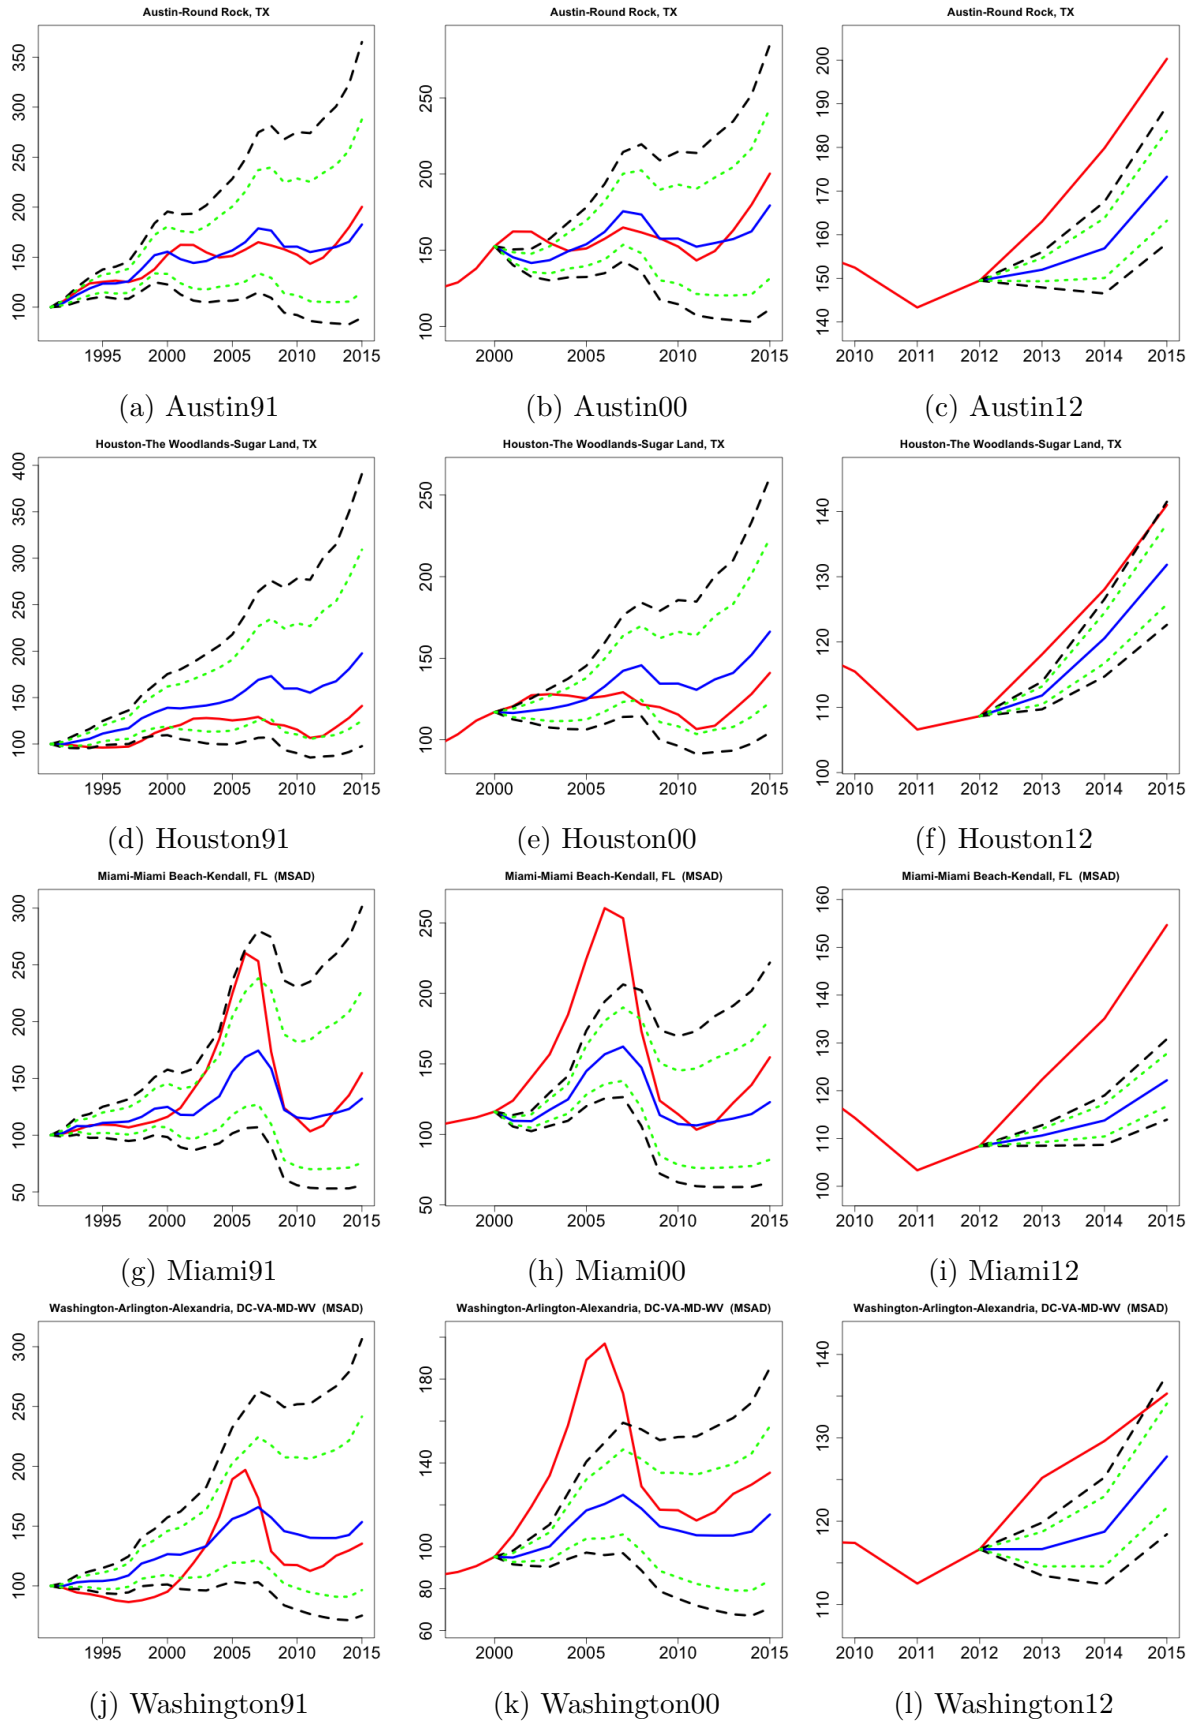 Austin-Round Rock, TX
100 150 200 250 300 350
1995 2000 2005 2010 2015
(a) Austin91
Austin-Round Rock, TX
100 150 200 250
2000 2005 2010 2015
(b) Austin00
Austin-Round Rock, TX
140 150 160 170 180 190 200
2010 2011 2012 2013 2014 2015
(c) Austin12
Houston-The Woodlands-Sugar Land, TX
100 150 200 250 300 350 400
1995 2000 2005 2010 2015
(d) Houston91
Houston-The Woodlands-Sugar Land, TX
100 150 200 250
2000 2005 2010 2015
(e) Houston00
Houston-The Woodlands-Sugar Land, TX
100 110 120 130 140
2010 2011 2012 2013 2014 2015
(f) Houston12
Miami-Miami Beach-Kendall, FL (MSAD)
50 100 150 200 250 300
1995 2000 2005 2010 2015
(g) Miami91
Miami-Miami Beach-Kendall, FL (MSAD)
50 100 150 200 250
2000 2005 2010 2015
(h) Miami00
Miami-Miami Beach-Kendall, FL (MSAD)
100 110 120 130 140 150 160
2010 2011 2012 2013 2014 2015
(i) Miami12
Washington-Arlington-Alexandria, DC-VA-MD-WV (MSAD)
100 150 200 250 300
1995 2000 2005 2010 2015
(j) Washington91
Washington-Arlington-Alexandria, DC-VA-MD-WV (MSAD)
60 80 100 140 180
2000 2005 2010 2015
(k) Washington00
Washington-Arlington-Alexandria, DC-VA-MD-WV (MSAD)
110 120 130 140
2010 2011 2012 2013 2014 2015
(l) Washington12